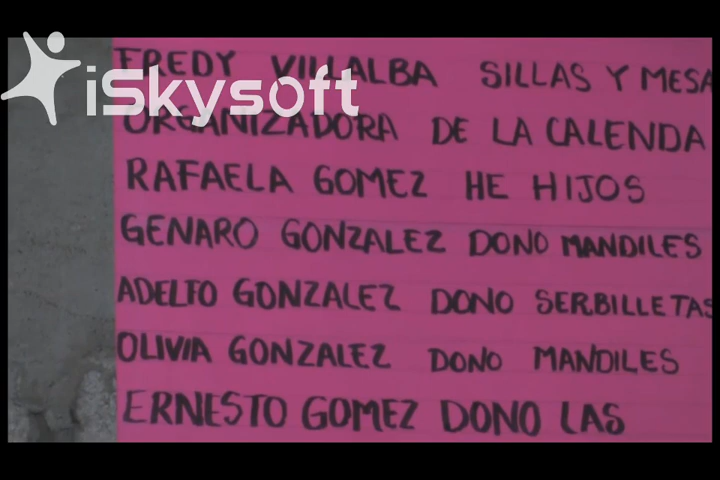 FREDY VILLALBA SILLAS Y MESA
iSkysoft
ORGANIZADORA DE LA CALENDA
RAFAELA GOMEZ HE HIJOS
GENARO GONZALEZ DONO MANDILES
ADELFO GONZALEZ DONO SERBILLETAS
OLIVIA GONZALEZ DONO MANDILES
ERNESTO GOMEZ DONO LAS